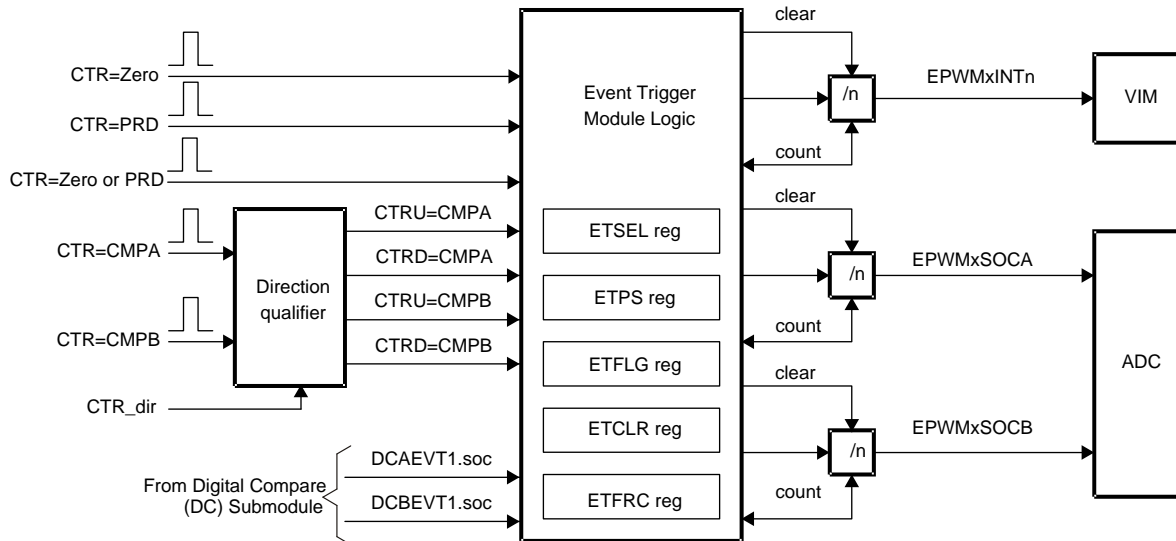 CTR=Zero
CTR=PRD
CTR=Zero or PRD
CTR=CMPA
CTR=CMPB
CTR_dir
Direction
qualifier
CTRU=CMPA
CTRD=CMPA
CTRU=CMPB
CTRD=CMPB
From Digital Compare
(DC) Submodule
DCAEVT1.soc
DCBEVT1.soc
Event Trigger
Module Logic
ETSEL reg
ETPS reg
ETFLG reg
ETCLR reg
ETFRC reg
clear
/n
count
EPWMxINTn
VIM
clear
/n
count
EPWMxSOCA
clear
/n
count
EPWMxSOCB
ADC